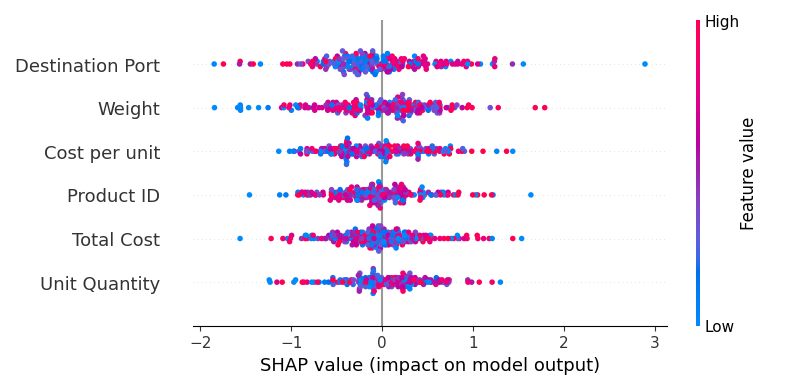 High
Destination Port
Weight
Cost per unit
Product ID
Total Cost
Unit Quantity
Feature value
Low
−2 −1 0 1 2 3
SHAP value (impact on model output)